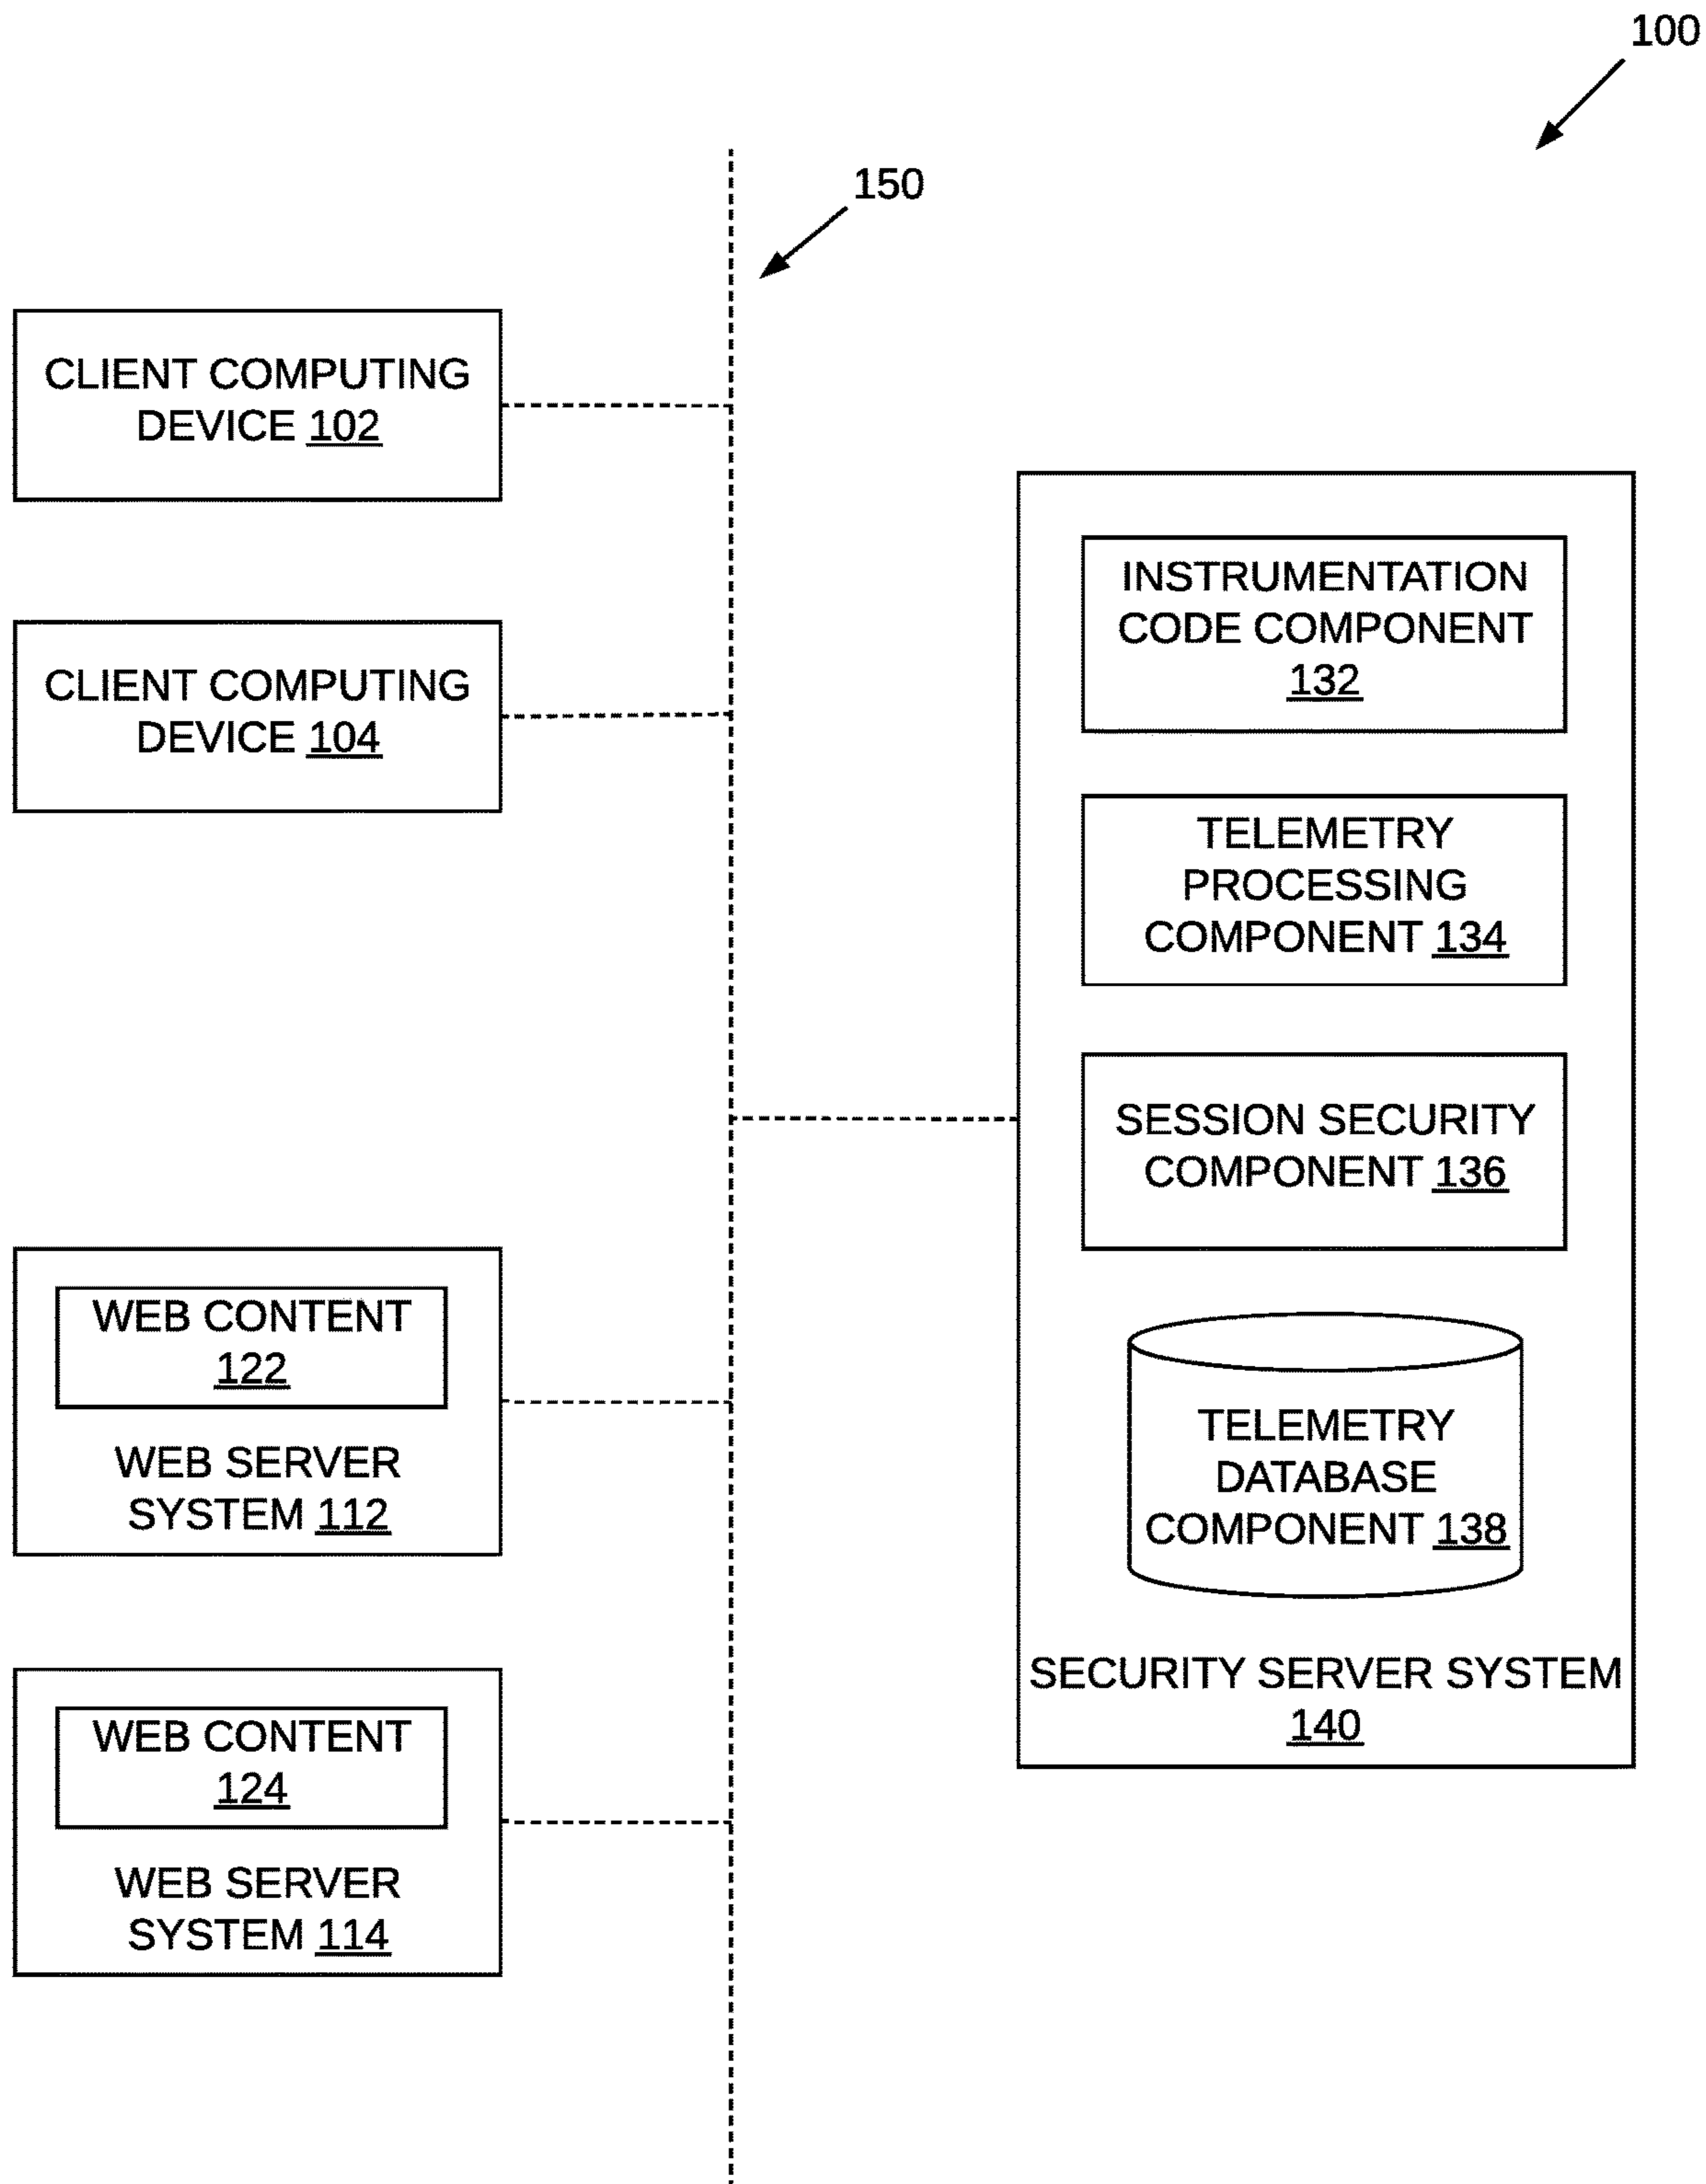 100
150
CLIENT COMPUTING
DEVICE 102
CLIENT COMPUTING
DEVICE 104
INSTRUMENTATION
CODE COMPONENT
132
TELEMETRY
PROCESSING
COMPONENT 134
SESSION SECURITY
COMPONENT 136
TELEMETRY
DATABASE
COMPONENT 138
SECURITY SERVER SYSTEM
140
WEB CONTENT
122
WEB SERVER
SYSTEM 112
WEB CONTENT
124
WEB SERVER
SYSTEM 114